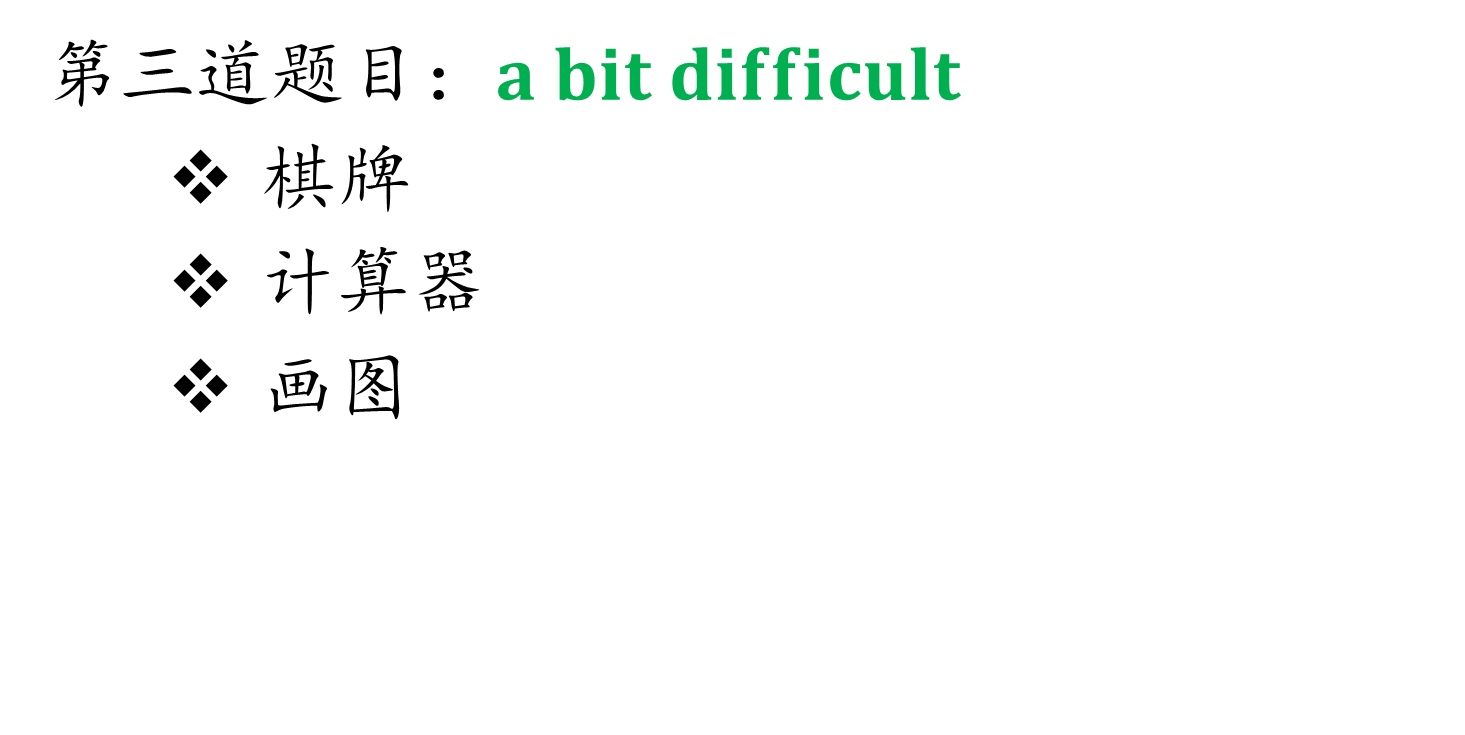 第三道题目：a bit difficult
❖ 棋牌
❖ 计算器
❖ 画图